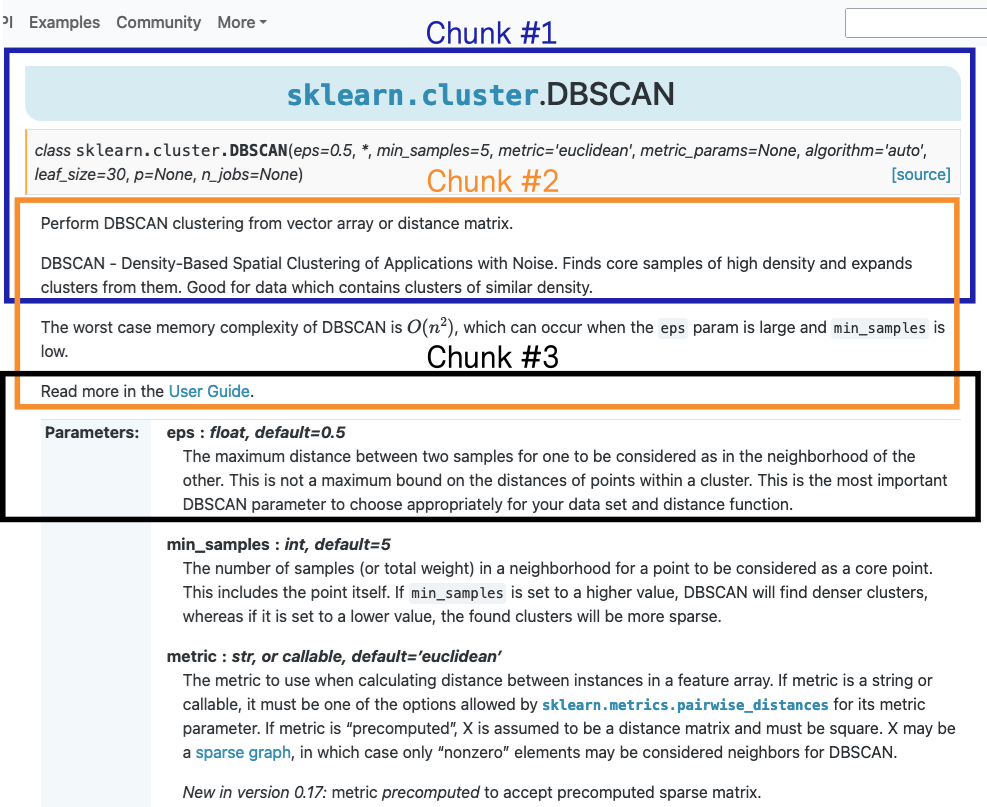 PI Examples Community More
Chunk #1
sklearn.cluster.DBSCAN
class sklearn.cluster.DBSCAN(eps=0.5, *, min_samples=5, metric='euclidean', metric_params=None, algorithm='auto',
leaf_size=30, p=None, n_jobs=None)
[source]
Chunk #2
Perform DBSCAN clustering from vector array or distance matrix.
DBSCAN - Density-Based Spatial Clustering of Applications with Noise. Finds core samples of high density and expands
clusters from them. Good for data which contains clusters of similar density.
The worst case memory complexity of DBSCAN is O(n²), which can occur when the eps param is large and min_samples is
low.
Chunk #3
Read more in the User Guide.
Parameters:
eps : float, default=0.5
The maximum distance between two samples for one to be considered as in the neighborhood of the
other. This is not a maximum bound on the distances of points within a cluster. This is the most important
DBSCAN parameter to choose appropriately for your data set and distance function.
min_samples : int, default=5
The number of samples (or total weight) in a neighborhood for a point to be considered as a core point.
This includes the point itself. If min_samples is set to a higher value, DBSCAN will find denser clusters,
whereas if it is set to a lower value, the found clusters will be more sparse.
metric : str, or callable, default='euclidean'
The metric to use when calculating distance between instances in a feature array. If metric is a string or
callable, it must be one of the options allowed by sklearn.metrics.pairwise_distances for its metric
parameter. If metric is “precomputed”, X is assumed to be a distance matrix and must be square. X may be
a sparse graph, in which case only “nonzero” elements may be considered neighbors for DBSCAN.
New in version 0.17: metric precomputed to accept precomputed sparse matrix.